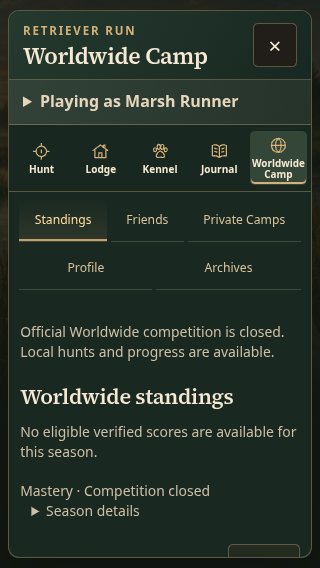 RETRIEVER RUN
Worldwide Camp
×
▶ Playing as Marsh Runner
Hunt
Lodge
Kennel
Journal
Worldwide
Camp
Standings
Friends
Private Camps
Profile
Archives
Official Worldwide competition is closed.
Local hunts and progress are available.
Worldwide standings
No eligible verified scores are available for
this season.
Mastery · Competition closed
▶ Season details